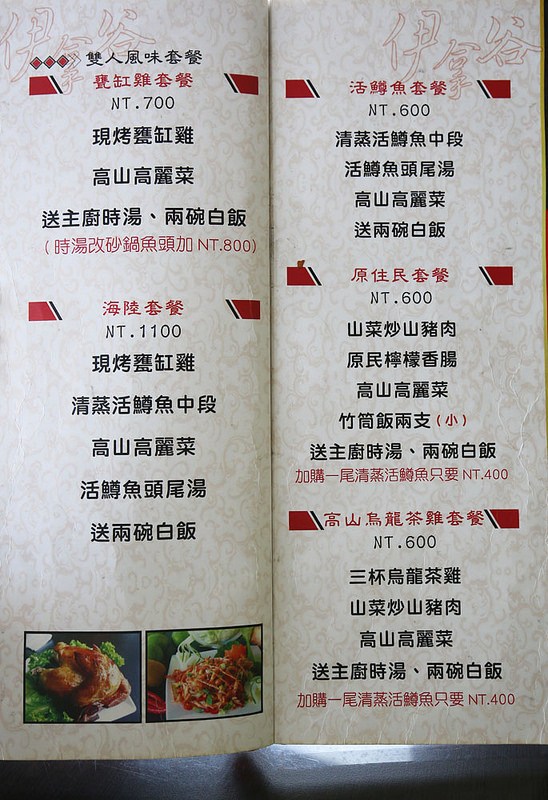 伊拿谷
雙人風味套餐
甕缸雞套餐
NT.700
現烤甕缸雞
高山高麗菜
送主廚時湯、兩碗白飯
(時湯改砂鍋魚頭加NT.800)
海陸套餐
NT.1100
現烤甕缸雞
清蒸活鱒魚中段
高山高麗菜
活鱒魚頭尾湯
送兩碗白飯
伊拿谷
活鱒魚套餐
NT.600
清蒸活鱒魚中段
活鱒魚頭尾湯
高山高麗菜
送兩碗白飯
原住民套餐
NT.600
山菜炒山豬肉
原民檸檬香腸
高山高麗菜
竹筒飯兩支(小)
送主廚時湯、兩碗白飯
加購一尾清蒸活鱒魚只要NT.400
高山烏龍茶雞套餐
NT.600
三杯烏龍茶雞
山菜炒山豬肉
高山高麗菜
送主廚時湯、兩碗白飯
加購一尾清蒸活鱒魚只要NT.400